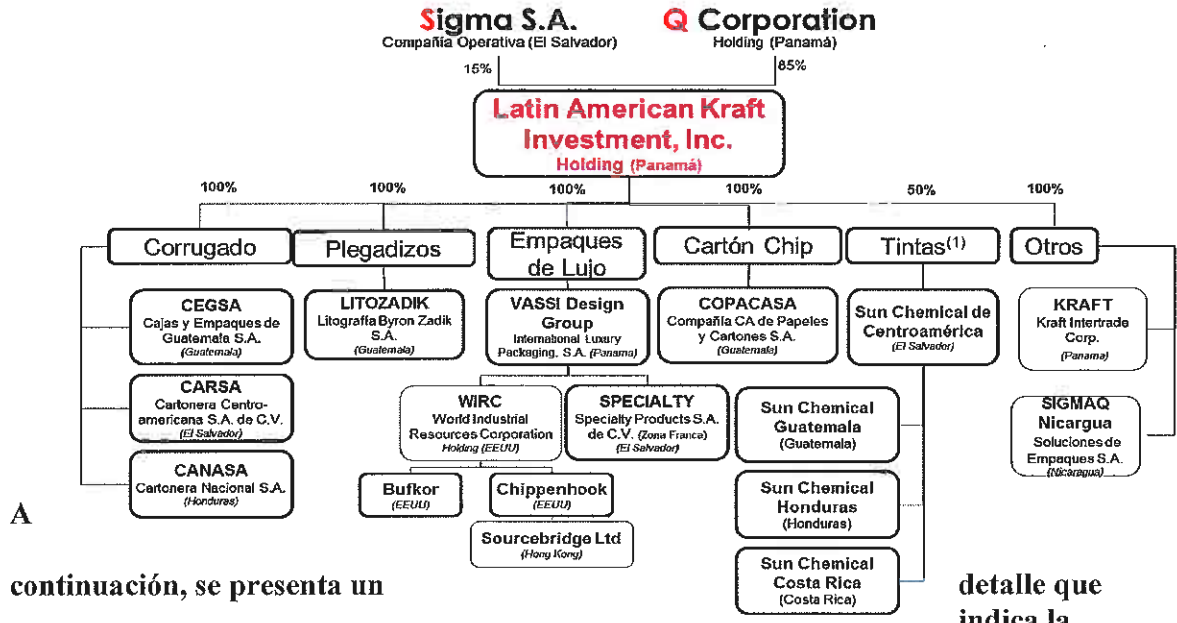 Sigma S.A.
Compañía Operativa (El Salvador)
Q Corporation
Holding (Panamá)
15%
85%
Latin American Kraft
Investment, Inc.
Holding (Panamá)
100%
100%
100%
100%
50%
100%
Corrugado
Plegadizos
Empaques
de Lujo
Cartón Chip
Tintas(1)
Otros
CEGSA
Cajas y Empaques de
Guatemala S.A.
(Guatemala)
LITOZADIK
Litografía Byron Zadik
S.A.
(Guatemala)
VASSI Design
Group
International Luxury
Packaging, S.A. (Panama)
COPACASA
Compañía CA de Papeles
y Cartones S.A.
(Guatemala)
Sun Chemical de
Centroamérica
(El Salvador)
KRAFT
Kraft Intertrade
Corp.
(Panama)
CARSA
Cartonera Centro-
americana S.A. de C.V.
(El Salvador)
WIRC
World Industrial
Resources Corporation
Holding (EEUU)
SPECIALTY
Specialty Products S.A.
de C.V. (Zona Franca)
(El Salvador)
Sun Chemical
Guatemala
(Guatemala)
SIGMAQ
Nicargua
Soluciones de
Empaques S.A.
(Nicaragua)
CANASA
Cartonera Nacional S.A.
(Honduras)
Bufkor
(EEUU)
Chippenhook
(EEUU)
Sun Chemical
Honduras
(Honduras)
Sourcebridge Ltd
(Hong Kong)
Sun Chemical
Costa Rica
(Costa Rica)
A
continuación, se presenta un
detalle que
indica la